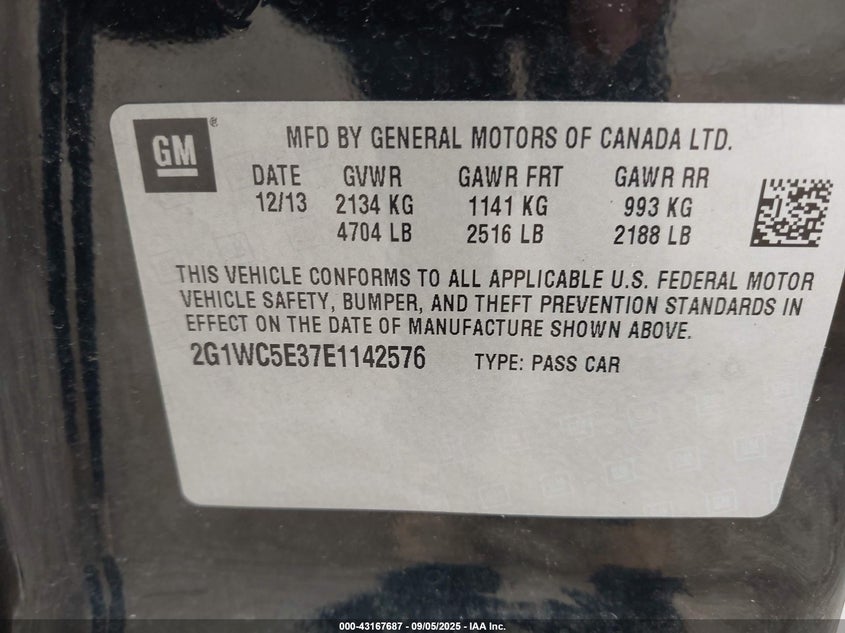 GM®
MFD BY GENERAL MOTORS OF CANADA LTD.
DATE GVWR GAWR FRT GAWR RR
12/13 2134 KG 1141 KG 993 KG
4704 LB 2516 LB 2188 LB
THIS VEHICLE CONFORMS TO ALL APPLICABLE U.S. FEDERAL MOTOR
VEHICLE SAFETY, BUMPER, AND THEFT PREVENTION STANDARDS IN
EFFECT ON THE DATE OF MANUFACTURE SHOWN ABOVE.
2G1WC5E37E1142576 TYPE: PASS CAR
000-43167687 - 09/05/2025 - IAA Inc.